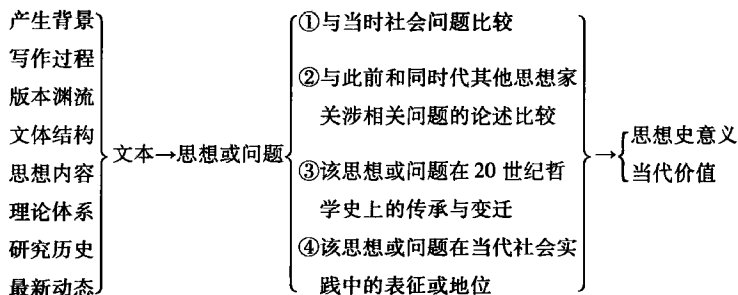 产生背景
写作过程
版本渊流
文体结构
思想内容
理论体系
研究历史
最新动态
文本→思想或问题
①与当时社会问题比较
②与此前和同时代其他思想家
关涉相关问题的论述比较
③该思想或问题在20世纪哲
学史上的传承与变迁
④该思想或问题在当代社会实
践中的表征或地位
→
思想史意义
当代价值